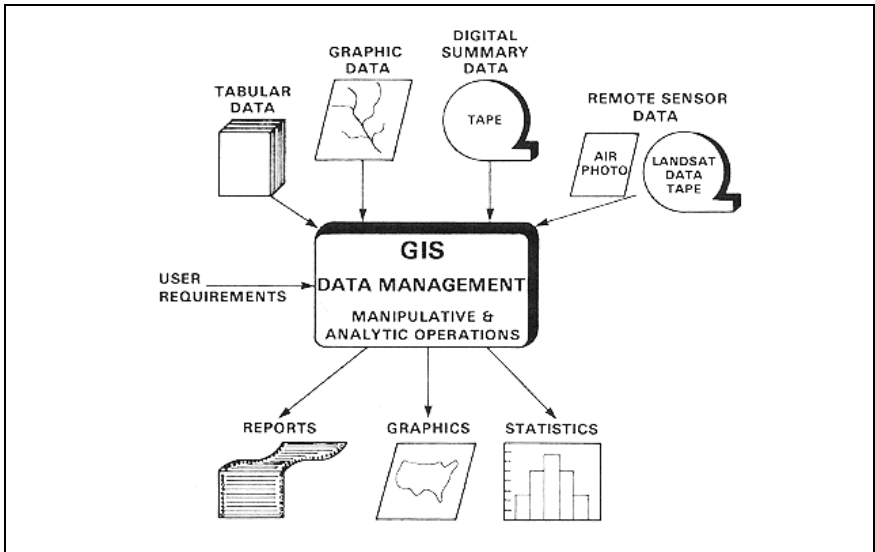 DIGITAL
SUMMARY
DATA
GRAPHIC
DATA
TABULAR
DATA
TAPE
REMOTE SENSOR
DATA
AIR
PHOTO
LANDSAT
DATA
TAPE
GIS
DATA MANAGEMENT
MANIPULATIVE &
ANALYTIC OPERATIONS
USER
REQUIREMENTS
REPORTS
GRAPHICS
STATISTICS